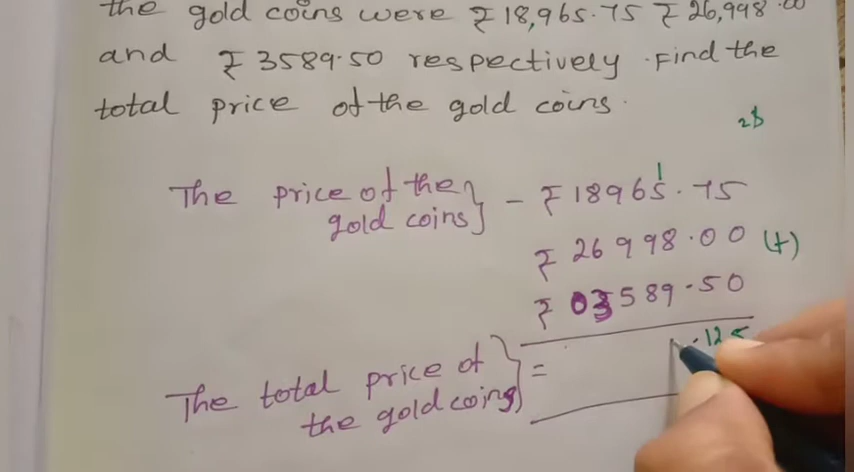 the gold coins were ₹ 18,965.75 ₹ 26,998.00
and ₹ 3589.50 respectively. Find the
total price of the gold coins.
The price of the gold coins } - ₹ 18965.75
₹ 26998.00 (+)
₹ 03589.50
The total price of the gold coins } =